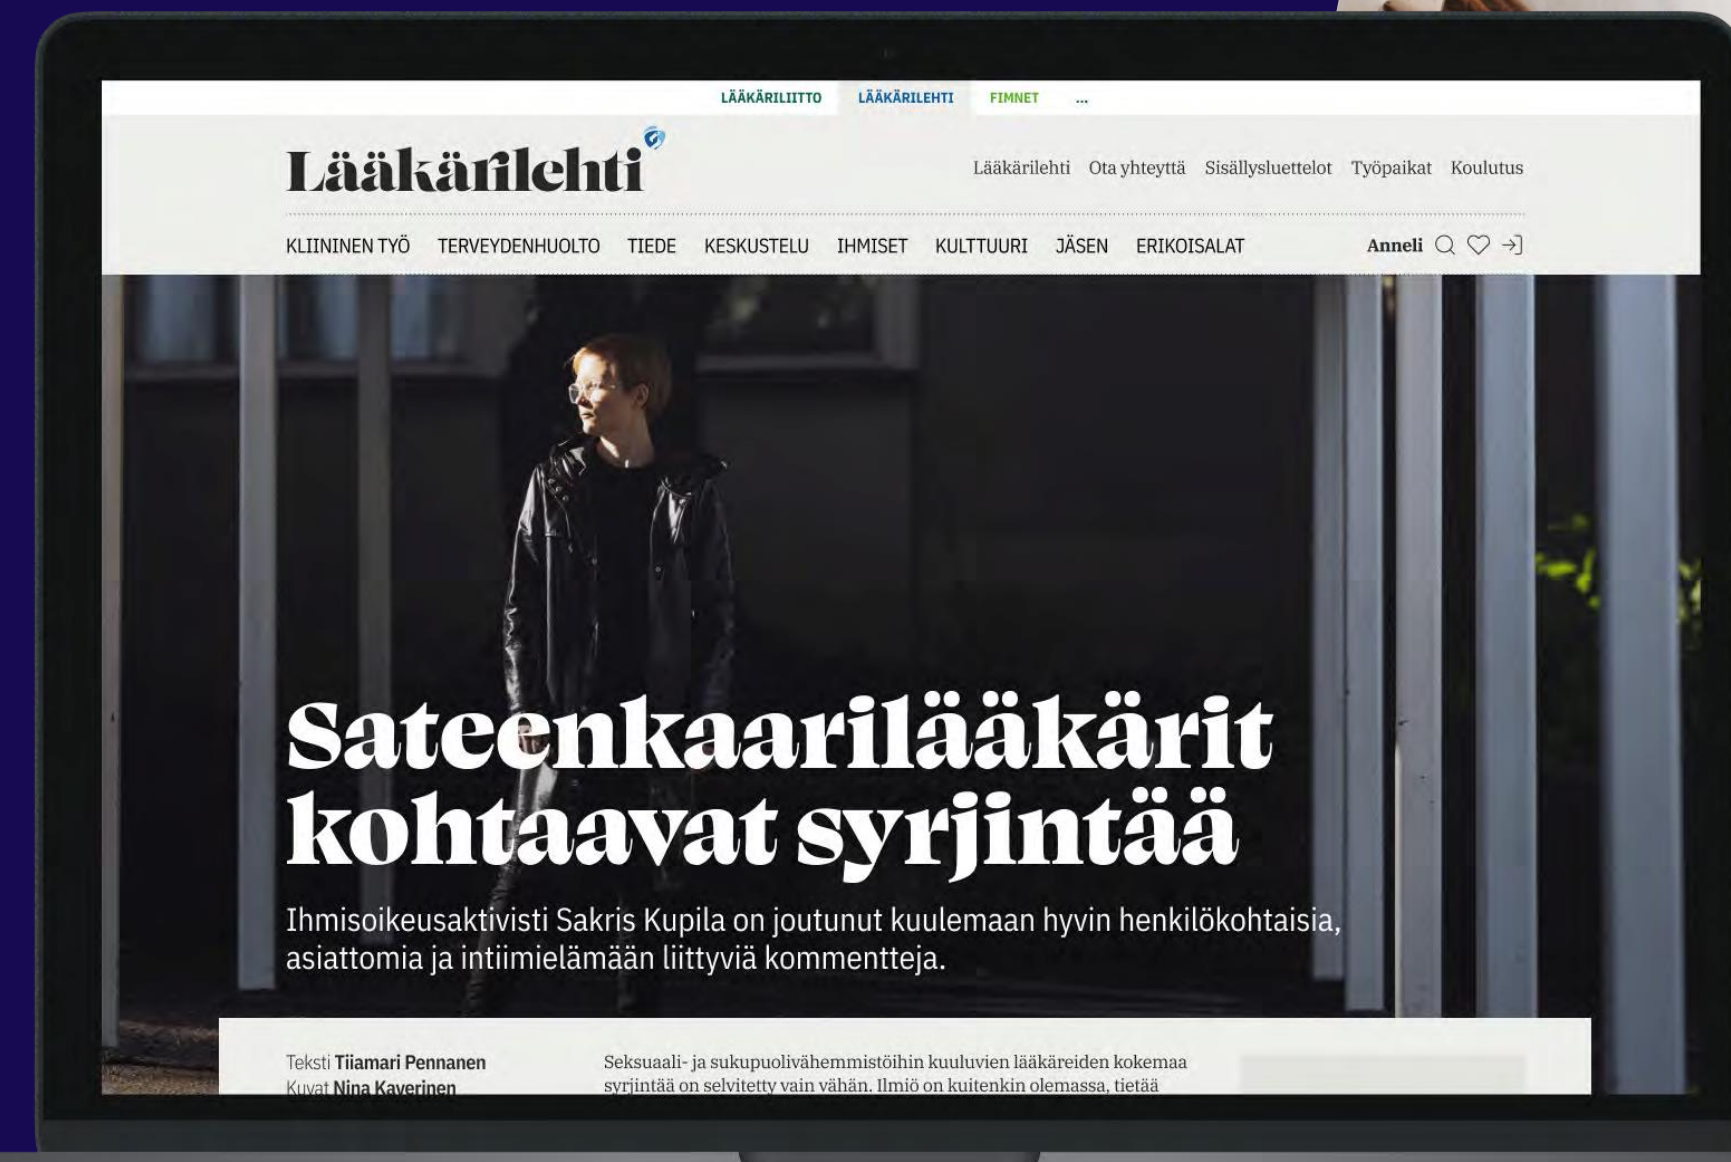 LÄÄKÄRILIITTO LÄÄKÄRILEHTI FIMNET ...
Lääkärilehti
Lääkärilehti Ota yhteyttä Sisällysluettelot Työpaikat Koulutus
KLIININEN TYÖ TERVEYDENHUOLTO TIEDE KESKUSTELU IHMISET KULTTUURI JÄSEN ERIKOISALAT Anneli
Sateenkaarilääkärit
kohtaavat syrjintää
Ihmisoikeusaktivisti Sakris Kupila on joutunut kuulemaan hyvin henkilökohtaisia,
asiattomia ja intiimielämään liittyviä kommentteja.
Teksti Tiiamari Pennanen
Kuvat Nina Kaverinen
Seksuaali- ja sukupuolivähemmistöihin kuuluvien lääkäreiden kokemaa
syrjintää on selvitetty vain vähän. Ilmiö on kuitenkin olemassa, tietää